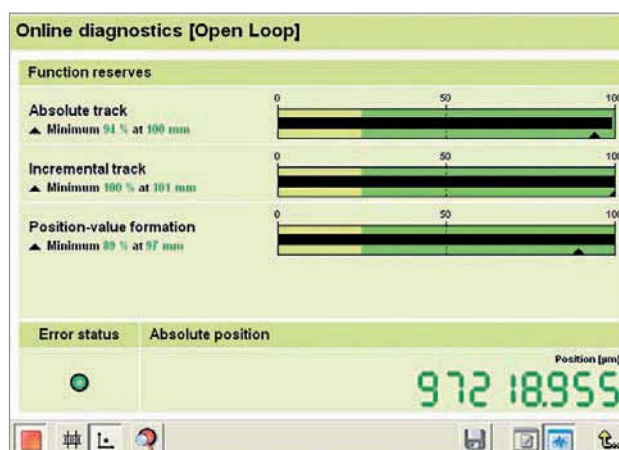 Online diagnostics [Open Loop]
Function reserves
0 50 100
Absolute track
▲ Minimum 94 % at 100 mm
0 50 100
Incremental track
▲ Minimum 100 % at 101 mm
0 50 100
Position-value formation
▲ Minimum 89 % at 97 mm
Error status Absolute position
Position [µm]
97218.955